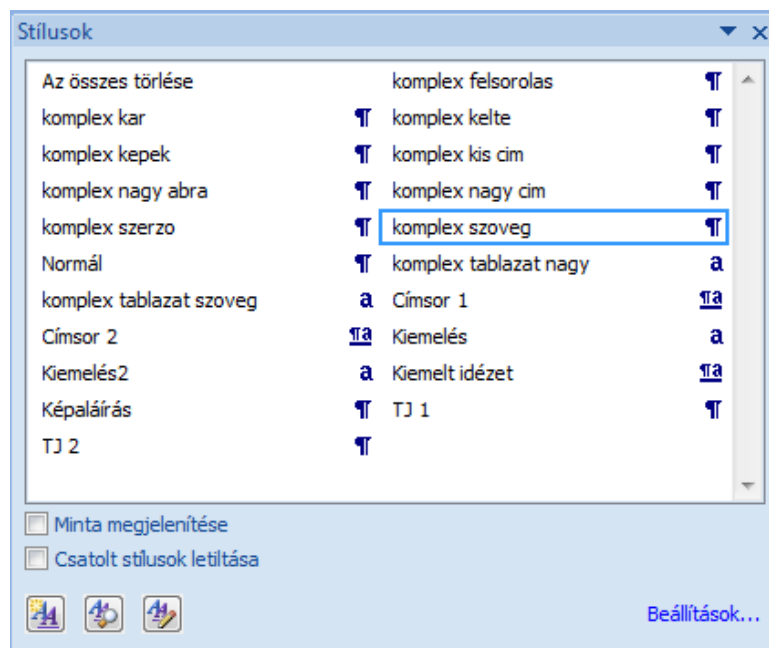 Stílusok
Az összes törlése komplex felsorolas ¶
komplex kar ¶ komplex kelte ¶
komplex kepek ¶ komplex kis cim ¶
komplex nagy abra ¶ komplex nagy cim ¶
komplex szerzo ¶ komplex szoveg ¶
Normál ¶ komplex tablazat nagy a
komplex tablazat szoveg a Címsor 1 ¶a
Címsor 2 ¶a Kiemelés a
Kiemelés2 a Kiemelt idézet ¶a
Képaláírás ¶ TJ 1 ¶
TJ 2 ¶
Minta megjelenítése
Csatolt stílusok letiltása
Beállítások...